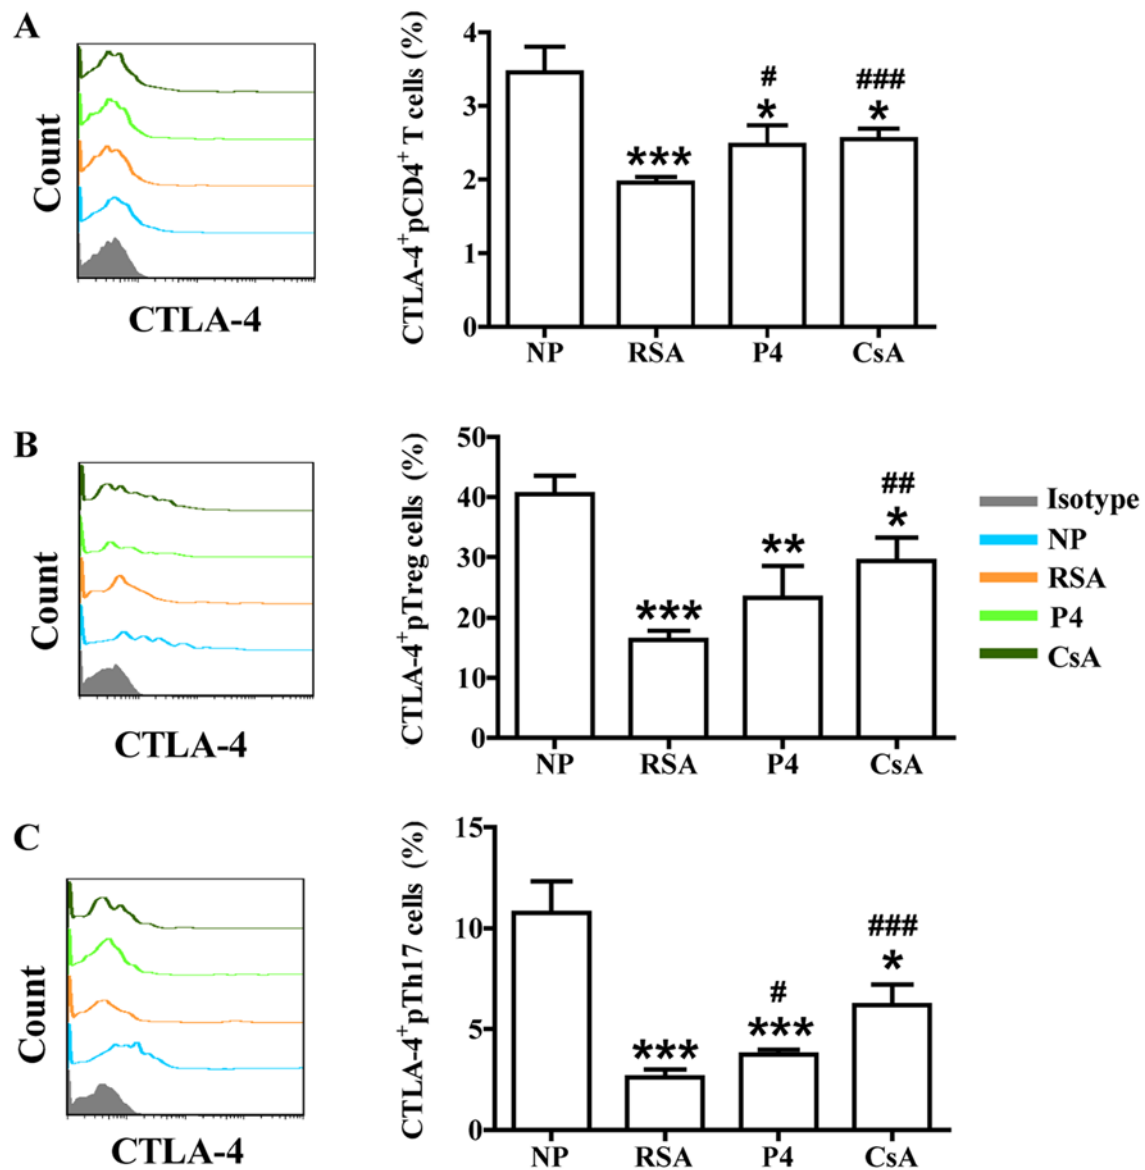 A
Count
CTLA-4
CTLA-4+pCD4+ T cells (%)
4
3
2
1
0
***
#
*
###
*
NP
RSA
P4
CsA
B
Count
CTLA-4
CTLA-4+pTreg cells (%)
50
40
30
20
10
0
***
**
##
*
NP
RSA
P4
CsA
Isotype
NP
RSA
P4
CsA
C
Count
CTLA-4
CTLA-4+pTh17 cells (%)
15
10
5
0
***
#
***
###
*
NP
RSA
P4
CsA